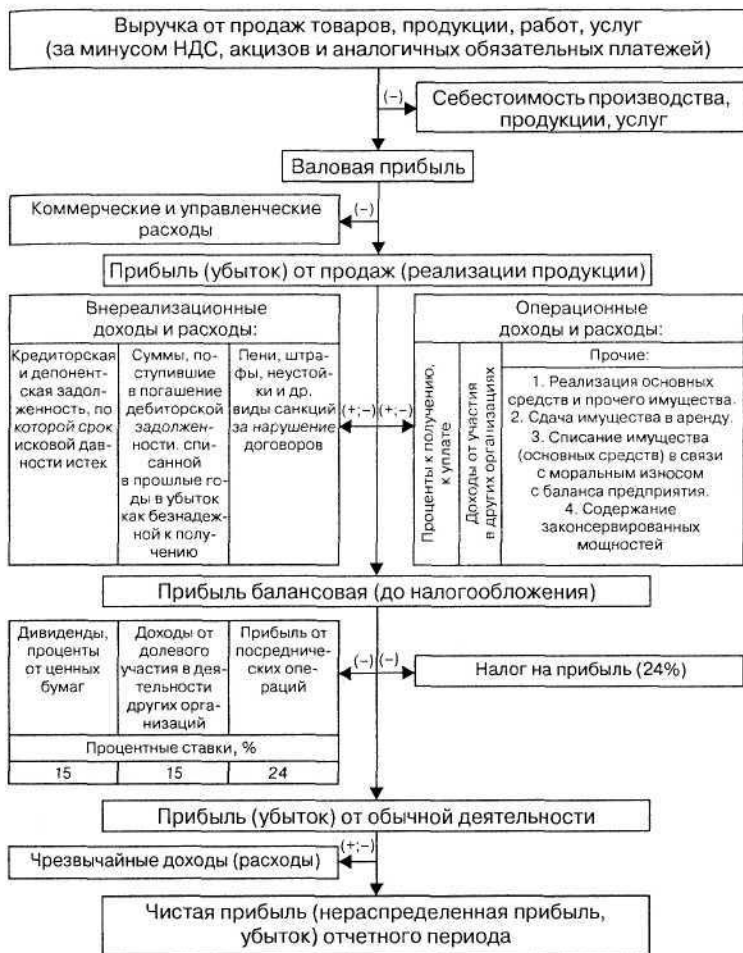 Выручка от продаж товаров, продукции, работ, услуг
(за минусом НДС, акцизов и аналогичных обязательных платежей)
(−)
Себестоимость производства,
продукции, услуг
Валовая прибыль
Коммерческие и управленческие
расходы
(−)
Прибыль (убыток) от продаж (реализации продукции)
Внереализационные
доходы и расходы:
Кредиторская
и депонент-
ская задол-
женность, по
которой срок
исковой дав-
ности истек
Суммы, по-
ступившие
в погашение
дебиторской
задолжен-
ности. спи-
санной
в прошлые го-
ды в убыток
как безнадеж-
ной к полу-
чению
Пени, штра-
фы, неустой-
ки и др.
виды санкций
за нарушение
договоров
(+;−)
(+;−)
Операционные
доходы и расходы:
Проценты к получению,
к уплате
Доходы от участия
в других организациях
Прочие:
1. Реализация основных
средств и прочего имущества.
2. Сдача имущества в аренду.
3. Списание имущества
(основных средств) в связи
с моральным износом
с баланса предприятия.
4. Содержание
законсервированных
мощностей
Прибыль балансовая (до налогообложения)
Дивиденды,
проценты
от ценных
бумаг
Доходы от
долевого
участия в дея-
тельности
других орга-
низаций
Прибыль от
посредни-
ческих опе-
раций
Процентные ставки, %
15
15
24
(−)
(−)
Налог на прибыль (24%)
Прибыль (убыток) от обычной деятельности
Чрезвычайные доходы (расходы)
(+;−)
Чистая прибыль (нераспределенная прибыль,
убыток) отчетного периода